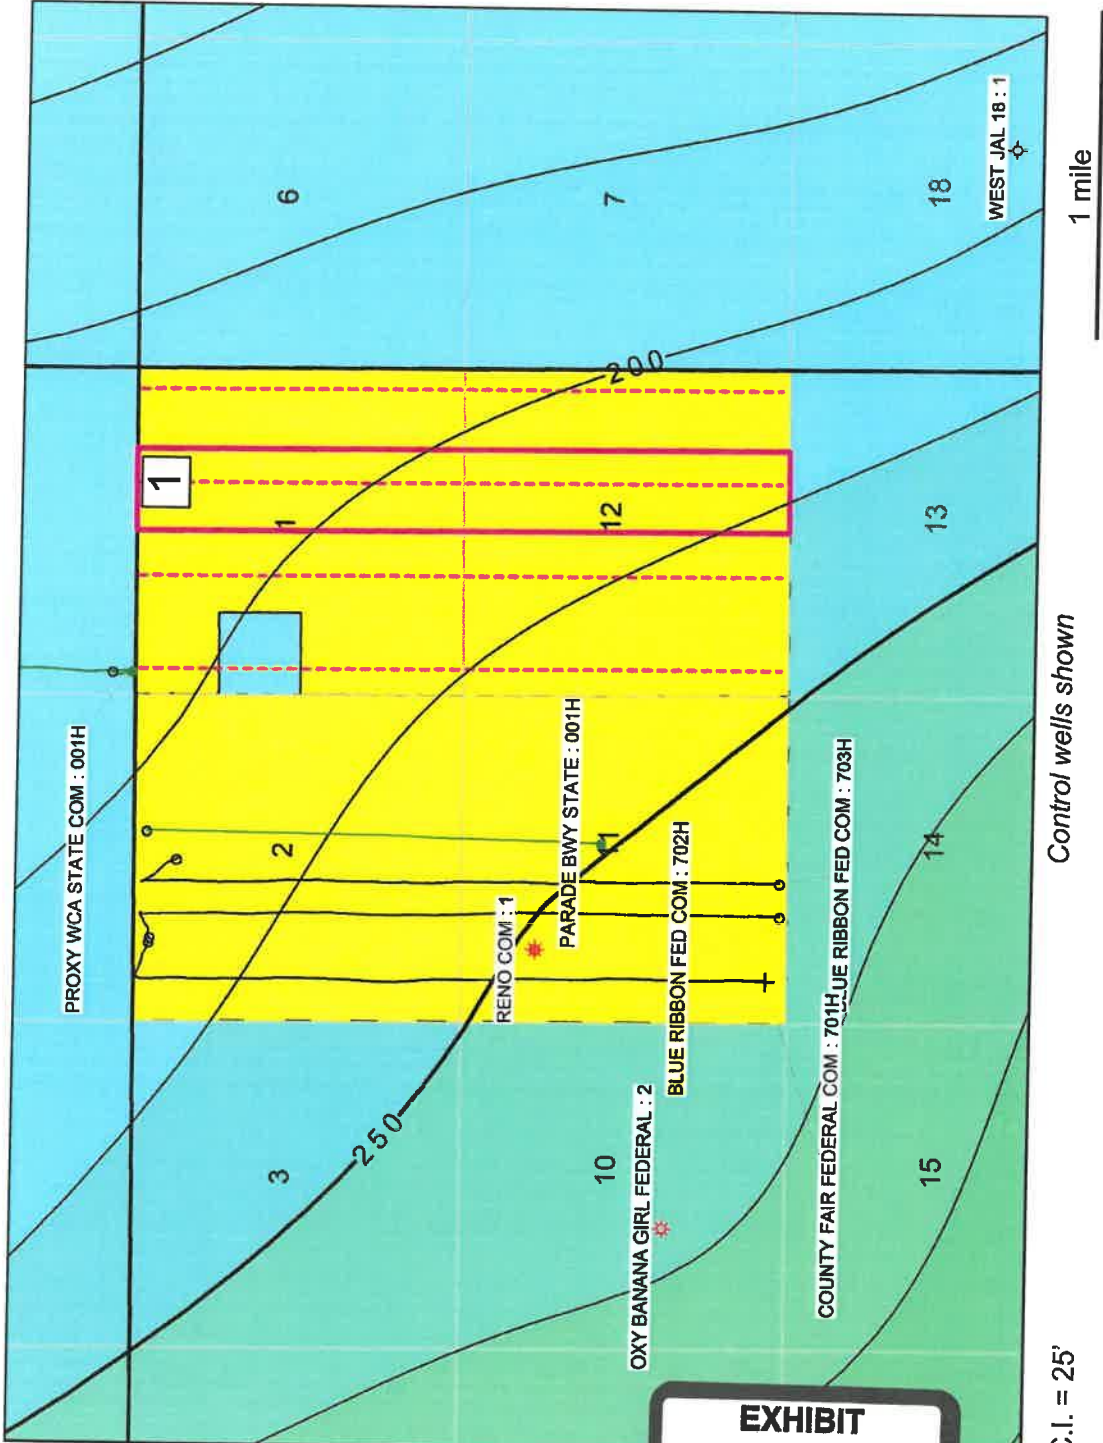 PROXY WCA STATE COM : 001H
1
6
1
2
3
200
250
7
12
11
10
RENO COM : 1
PARADE BWY STATE : 001H
BLUE RIBBON FED COM : 702H
OXY BANANA GIRL FEDERAL : 2
BLUE RIBBON FED COM : 703H
COUNTY FAIR FEDERAL COM : 701H
18
13
14
15
WEST JAL 18 : 1
C.I. = 25'
Control wells shown
1 mile
EXHIBIT